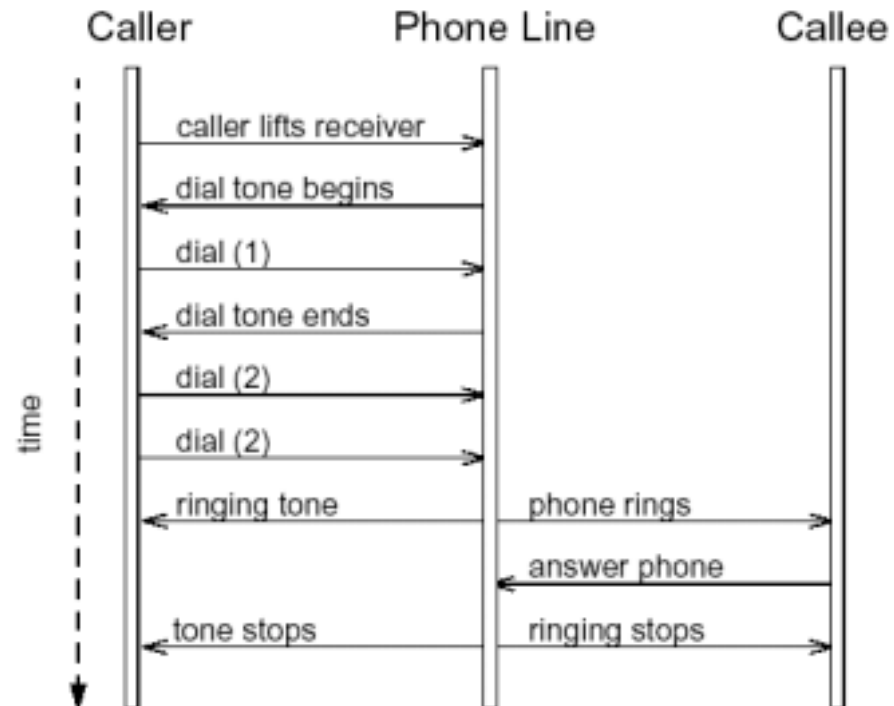 Caller
Phone Line
Callee
caller lifts receiver
dial tone begins
dial (1)
dial tone ends
dial (2)
dial (2)
time
ringing tone
phone rings
answer phone
tone stops
ringing stops